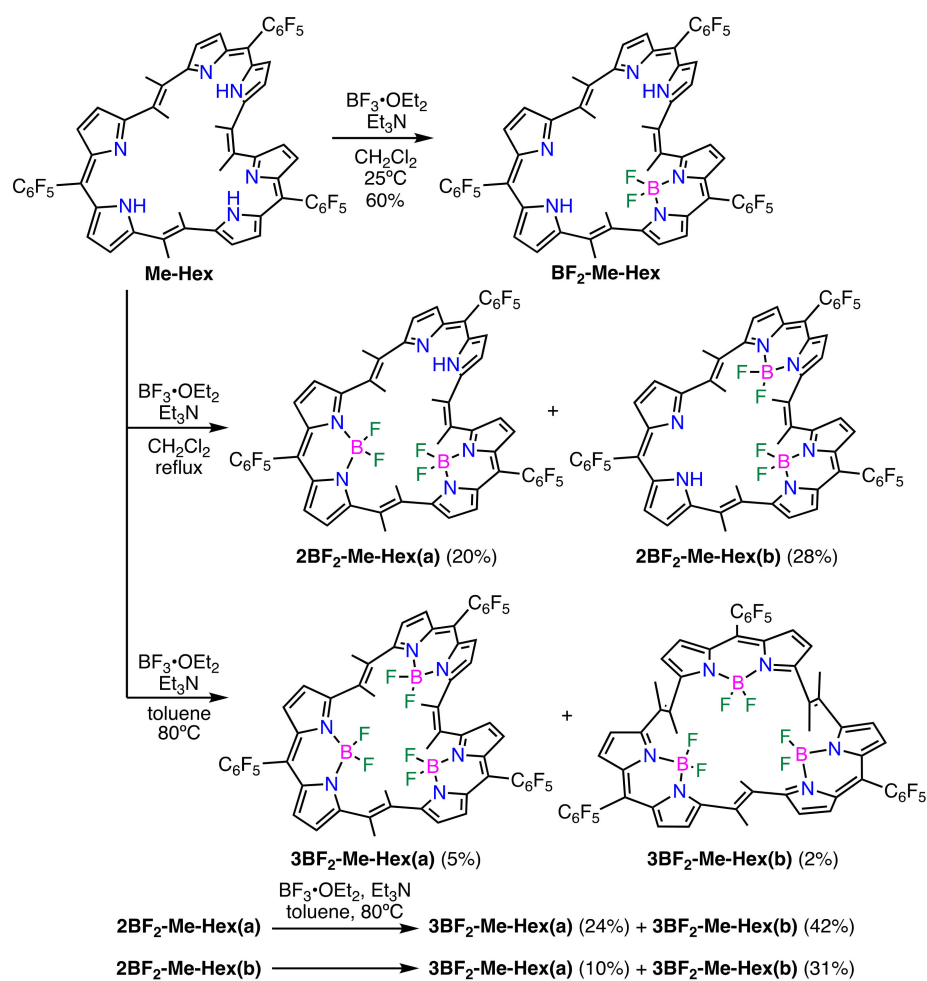 C₆F₅
N
HN
N
C₆F₅
NH
H
N
N
C₆F₅
Me-Hex
BF₃•OEt₂
Et₃N
CH₂Cl₂
25ºC
60%
C₆F₅
N
HN
N
F
F
B
N
N
C₆F₅
NH
C₆F₅
BF₂-Me-Hex
BF₃•OEt₂
Et₃N
CH₂Cl₂
reflux
C₆F₅
N
HN
N
F
B
F
N
F
F
B
N
N
C₆F₅
C₆F₅
2BF₂-Me-Hex(a) (20%)
+
C₆F₅
N
F
B
N
F
N
F
F
B
N
N
C₆F₅
NH
C₆F₅
2BF₂-Me-Hex(b) (28%)
BF₃•OEt₂
Et₃N
toluene
80ºC
C₆F₅
N
F
B
N
F
N
F
B
F
N
F
F
B
N
N
C₆F₅
C₆F₅
3BF₂-Me-Hex(a) (5%)
+
C₆F₅
N
N
B
F
F
N
F
B
F
N
F
F
B
N
N
C₆F₅
C₆F₅
3BF₂-Me-Hex(b) (2%)
BF₃•OEt₂, Et₃N
toluene, 80ºC
2BF₂-Me-Hex(a)
3BF₂-Me-Hex(a) (24%) + 3BF₂-Me-Hex(b) (42%)
2BF₂-Me-Hex(b)
3BF₂-Me-Hex(a) (10%) + 3BF₂-Me-Hex(b) (31%)